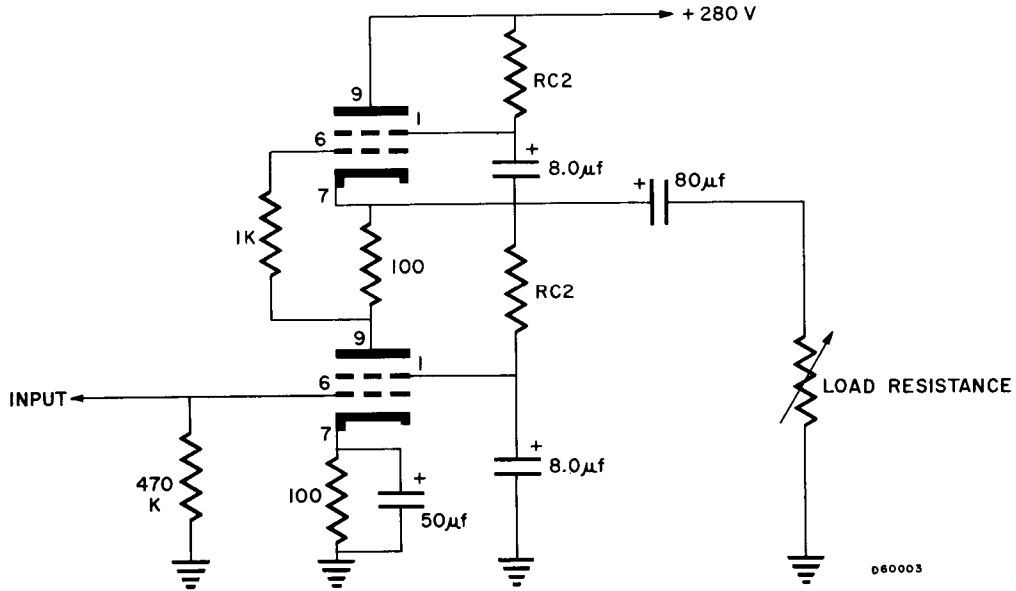 + 280 V
RC2
9
1
6
+
8.0µf
7
+
80µf
1K
100
RC2
9
1
6
INPUT
LOAD RESISTANCE
7
+
8.0µf
470
K
100
+
50µf
D60003